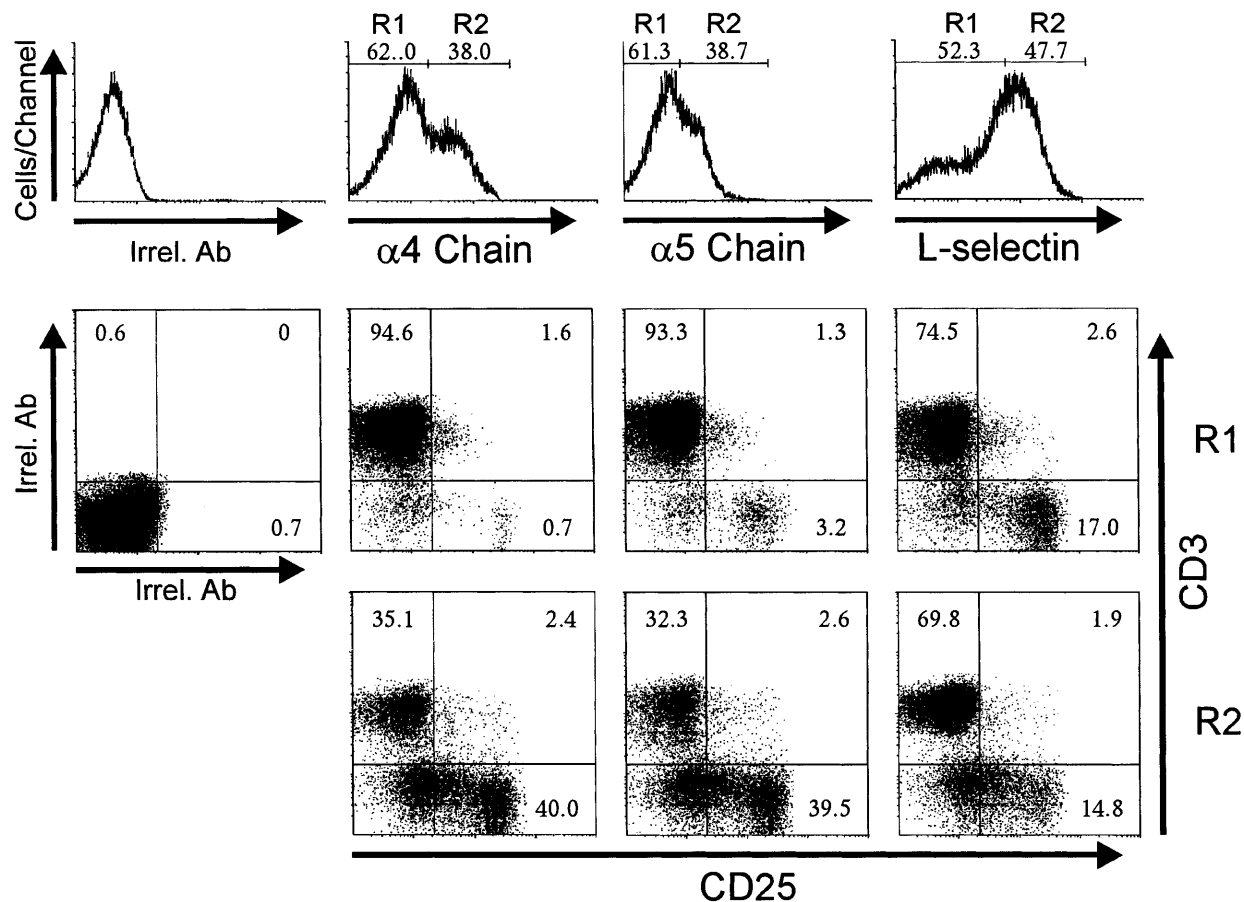 R1 R2 R1 R2 R1 R2
62..0 38.0 61.3 38.7 52.3 47.7
Cells/Channel
Irrel. Ab α4 Chain α5 Chain L-selectin
0.6 0 94.6 1.6 93.3 1.3 74.5 2.6
Irrel. Ab
R1
0.7 0.7 3.2 17.0
Irrel. Ab
CD3
35.1 2.4 32.3 2.6 69.8 1.9
R2
40.0 39.5 14.8
CD25